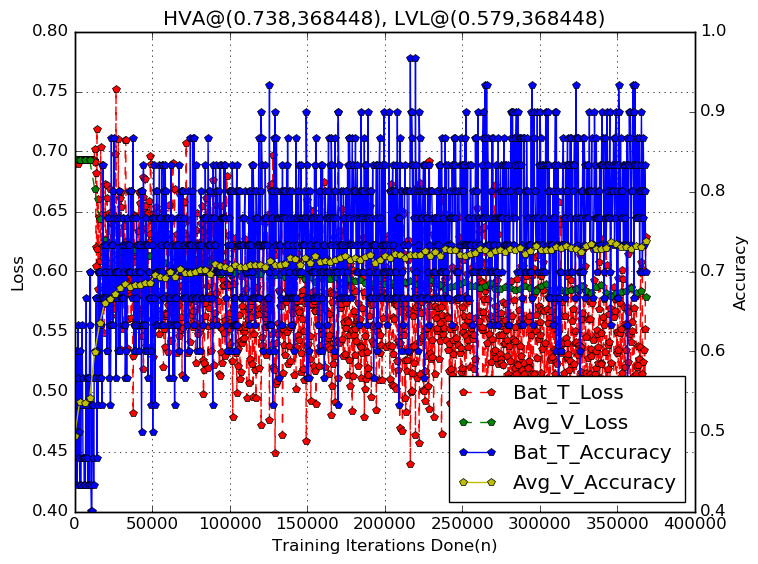 HVA@(0.738,368448), LVL@(0.579,368448)
0.80
0.75
0.70
0.65
0.60
0.55
0.50
0.45
0.40
Loss
1.0
0.9
0.8
0.7
0.6
0.5
0.4
Accuracy
Bat_T_Loss
Avg_V_Loss
Bat_T_Accuracy
Avg_V_Accuracy
0 50000 100000 150000 200000 250000 300000 350000 400000
Training Iterations Done(n)